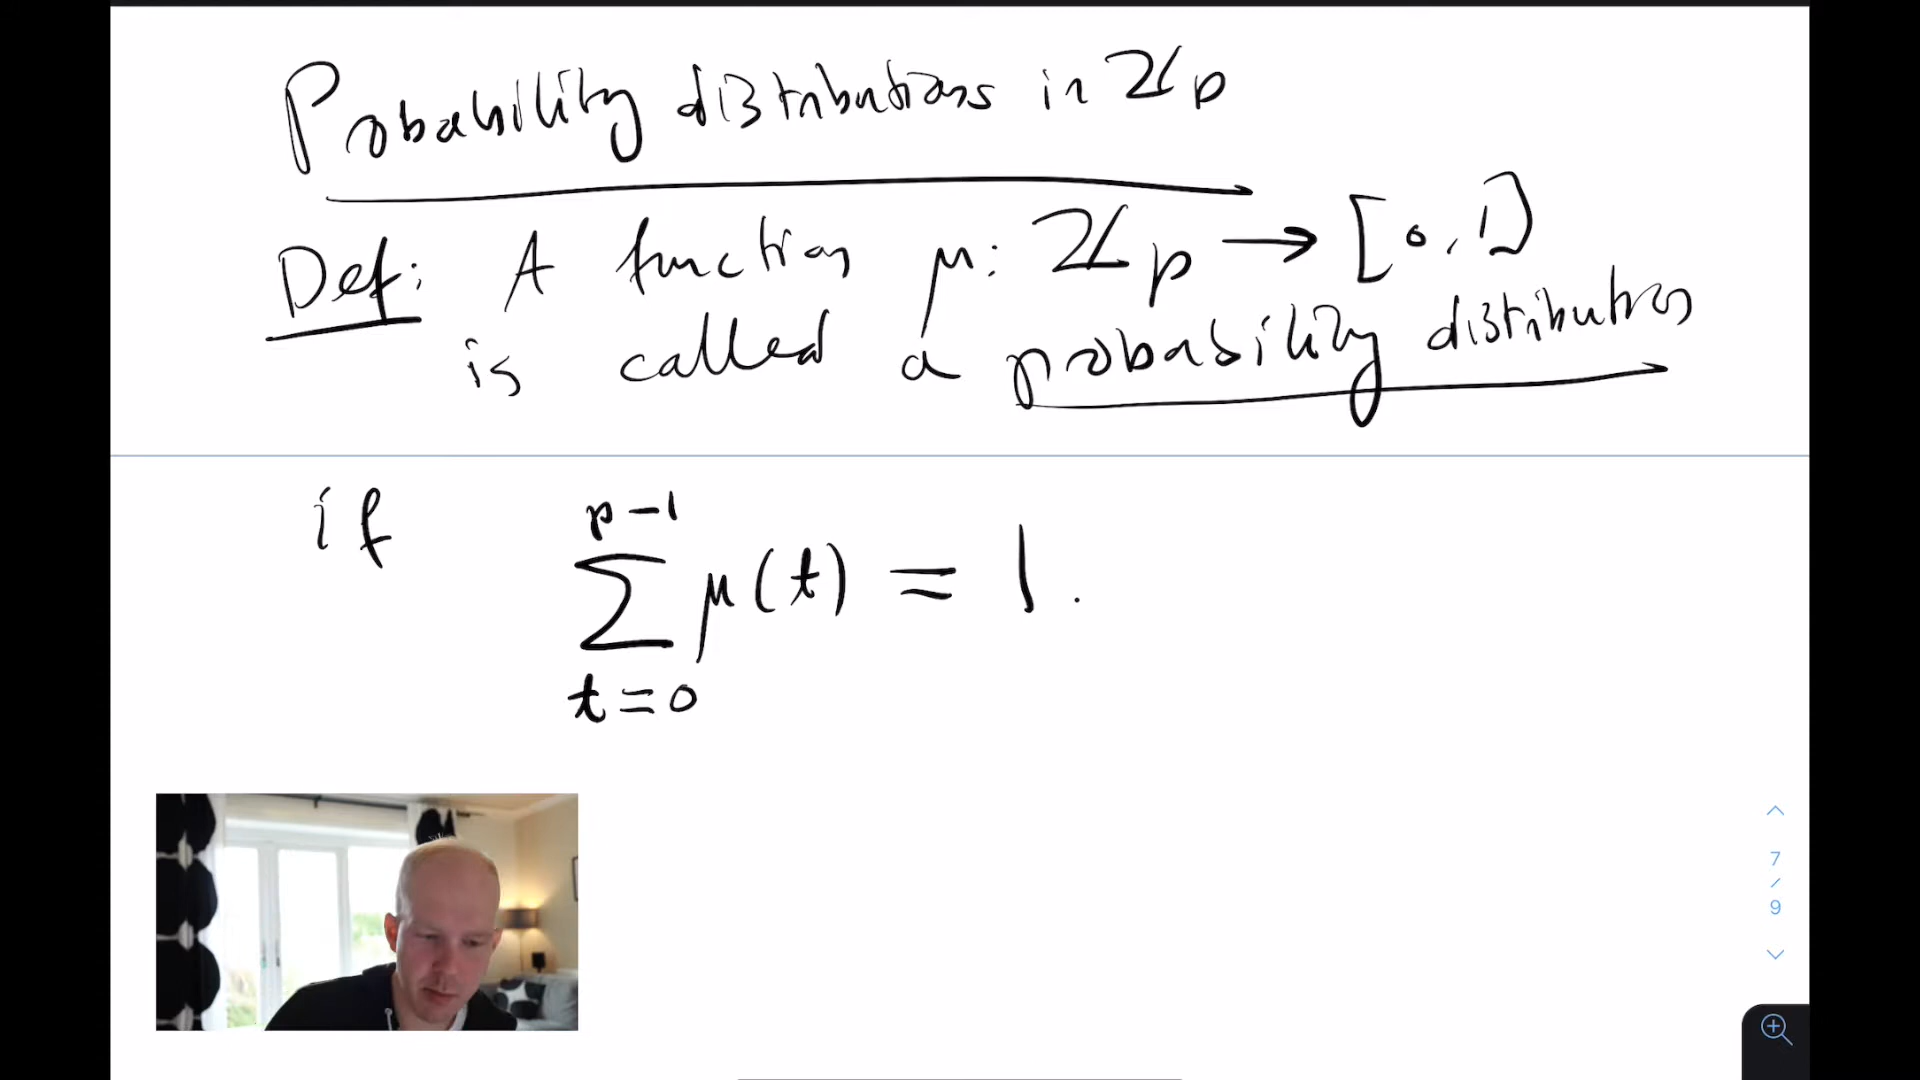 Probability distributions in ℤp
Def: A function μ: ℤp → [0,1]
is called a probability distribution
if
p-1
∑ μ(t) = 1.
t=0
7
/
9